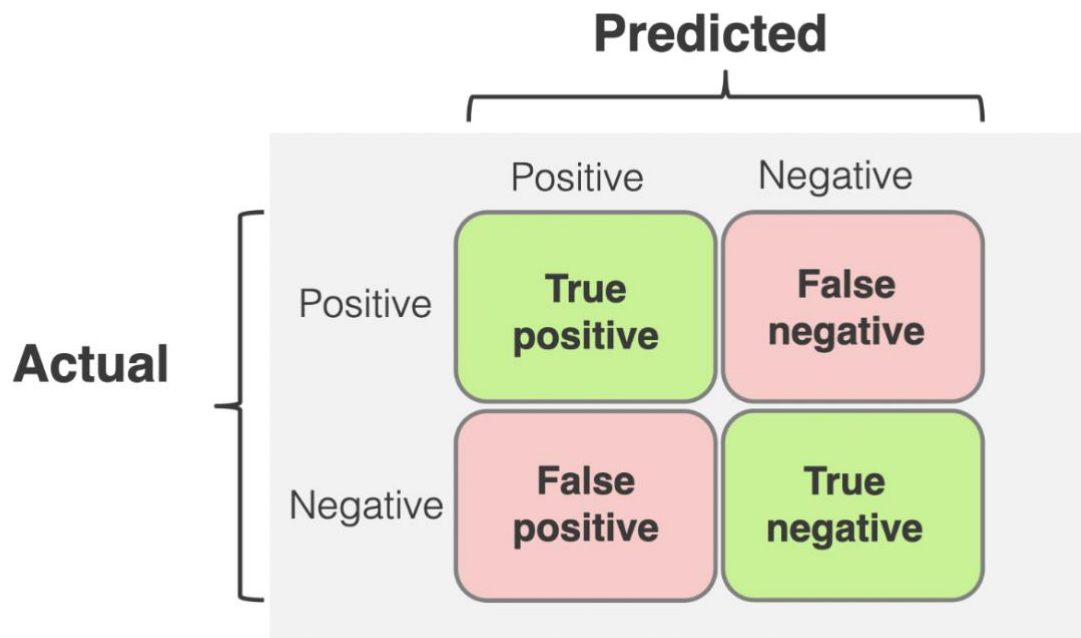 Predicted
Positive Negative
Positive
True
positive
False
negative
Actual
Negative
False
positive
True
negative